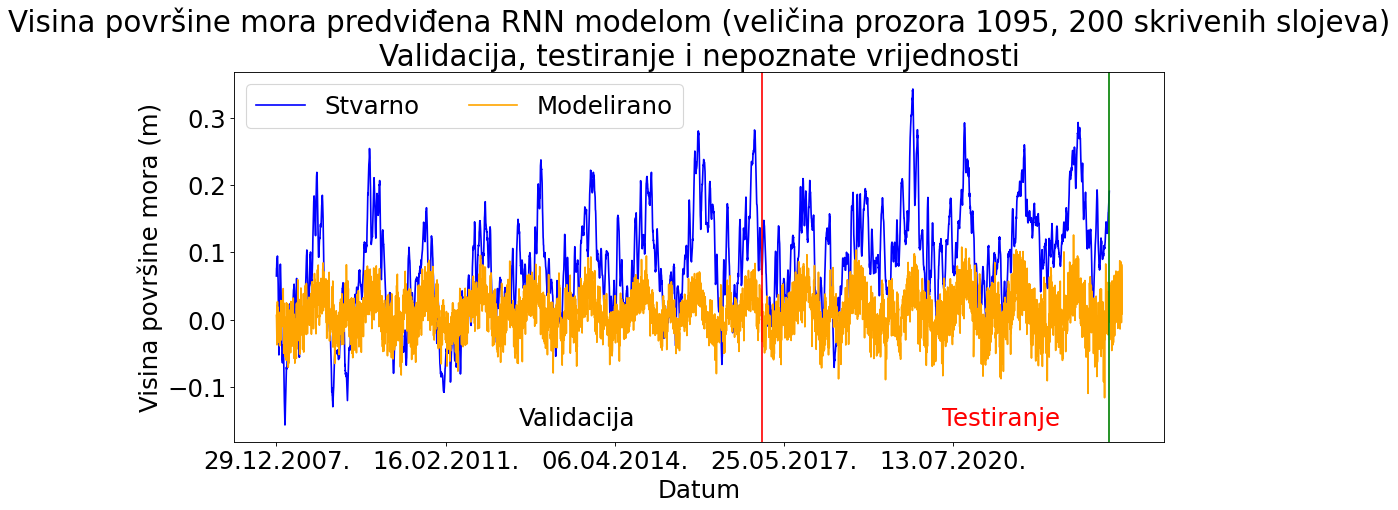 Visina površine mora predviđena RNN modelom (veličina prozora 1095, 200 skrivenih slojeva)
Validacija, testiranje i nepoznate vrijednosti
Stvarno Modelirano
Visina površine mora (m)
0.3
0.2
0.1
0.0
−0.1
Validacija Testiranje
29.12.2007. 16.02.2011. 06.04.2014. 25.05.2017. 13.07.2020.
Datum